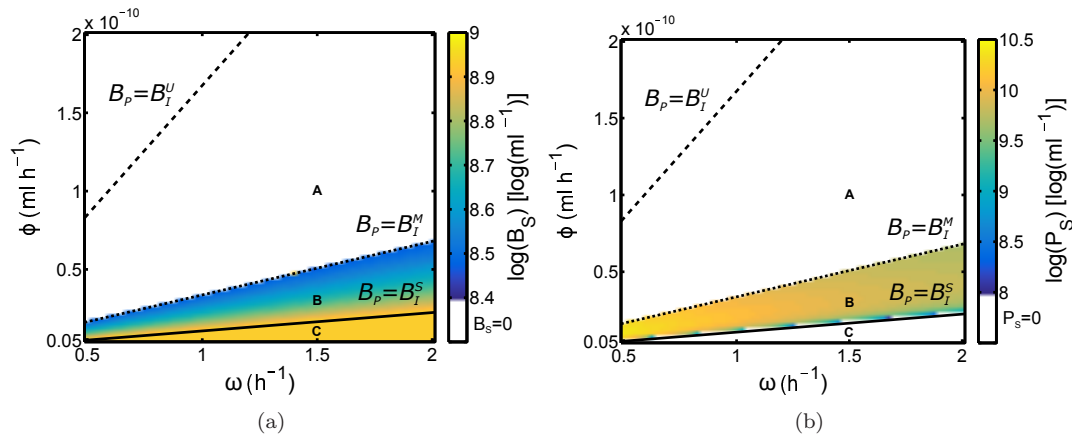 x 10⁻¹⁰
2
1.5
1
0.5
0.05
ϕ (ml h⁻¹)
B_P=B_I^U
A
B_P=B_I^M
B_P=B_I^S
B
C
0.5
1
1.5
2
ω (h⁻¹)
9
8.9
8.8
8.7
8.6
8.5
8.4
B_S=0
log(B_S) [log(ml⁻¹)]
(a)
x 10⁻¹⁰
2
1.5
1
0.5
0.05
ϕ (ml h⁻¹)
B_P=B_I^U
A
B_P=B_I^M
B_P=B_I^S
B
C
0.5
1
1.5
2
ω (h⁻¹)
10.5
10
9.5
9
8.5
8
P_S=0
log(P_S) [log(ml⁻¹)]
(b)